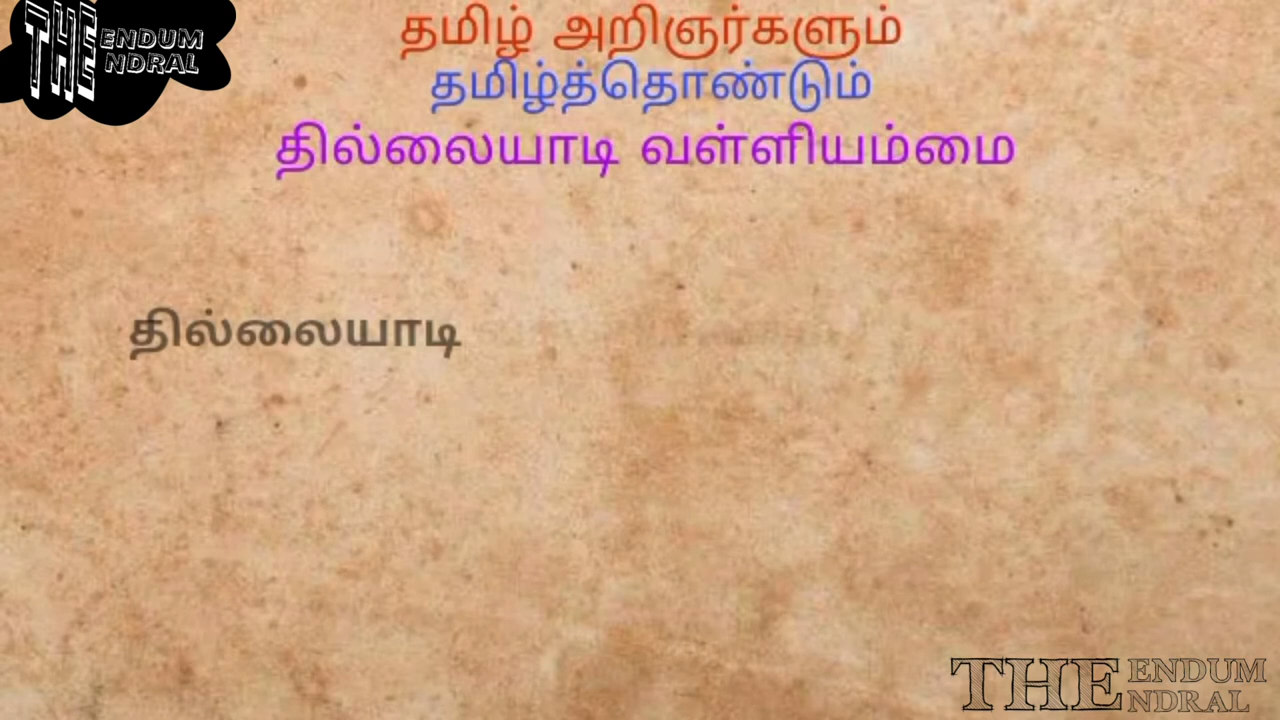 THE ENDUM
NDRAL
தமிழ் அறிஞர்களும்
தமிழ்த்தொண்டும்
தில்லையாடி வள்ளியம்மை
தில்லையாடி
THE ENDUM
NDRAL